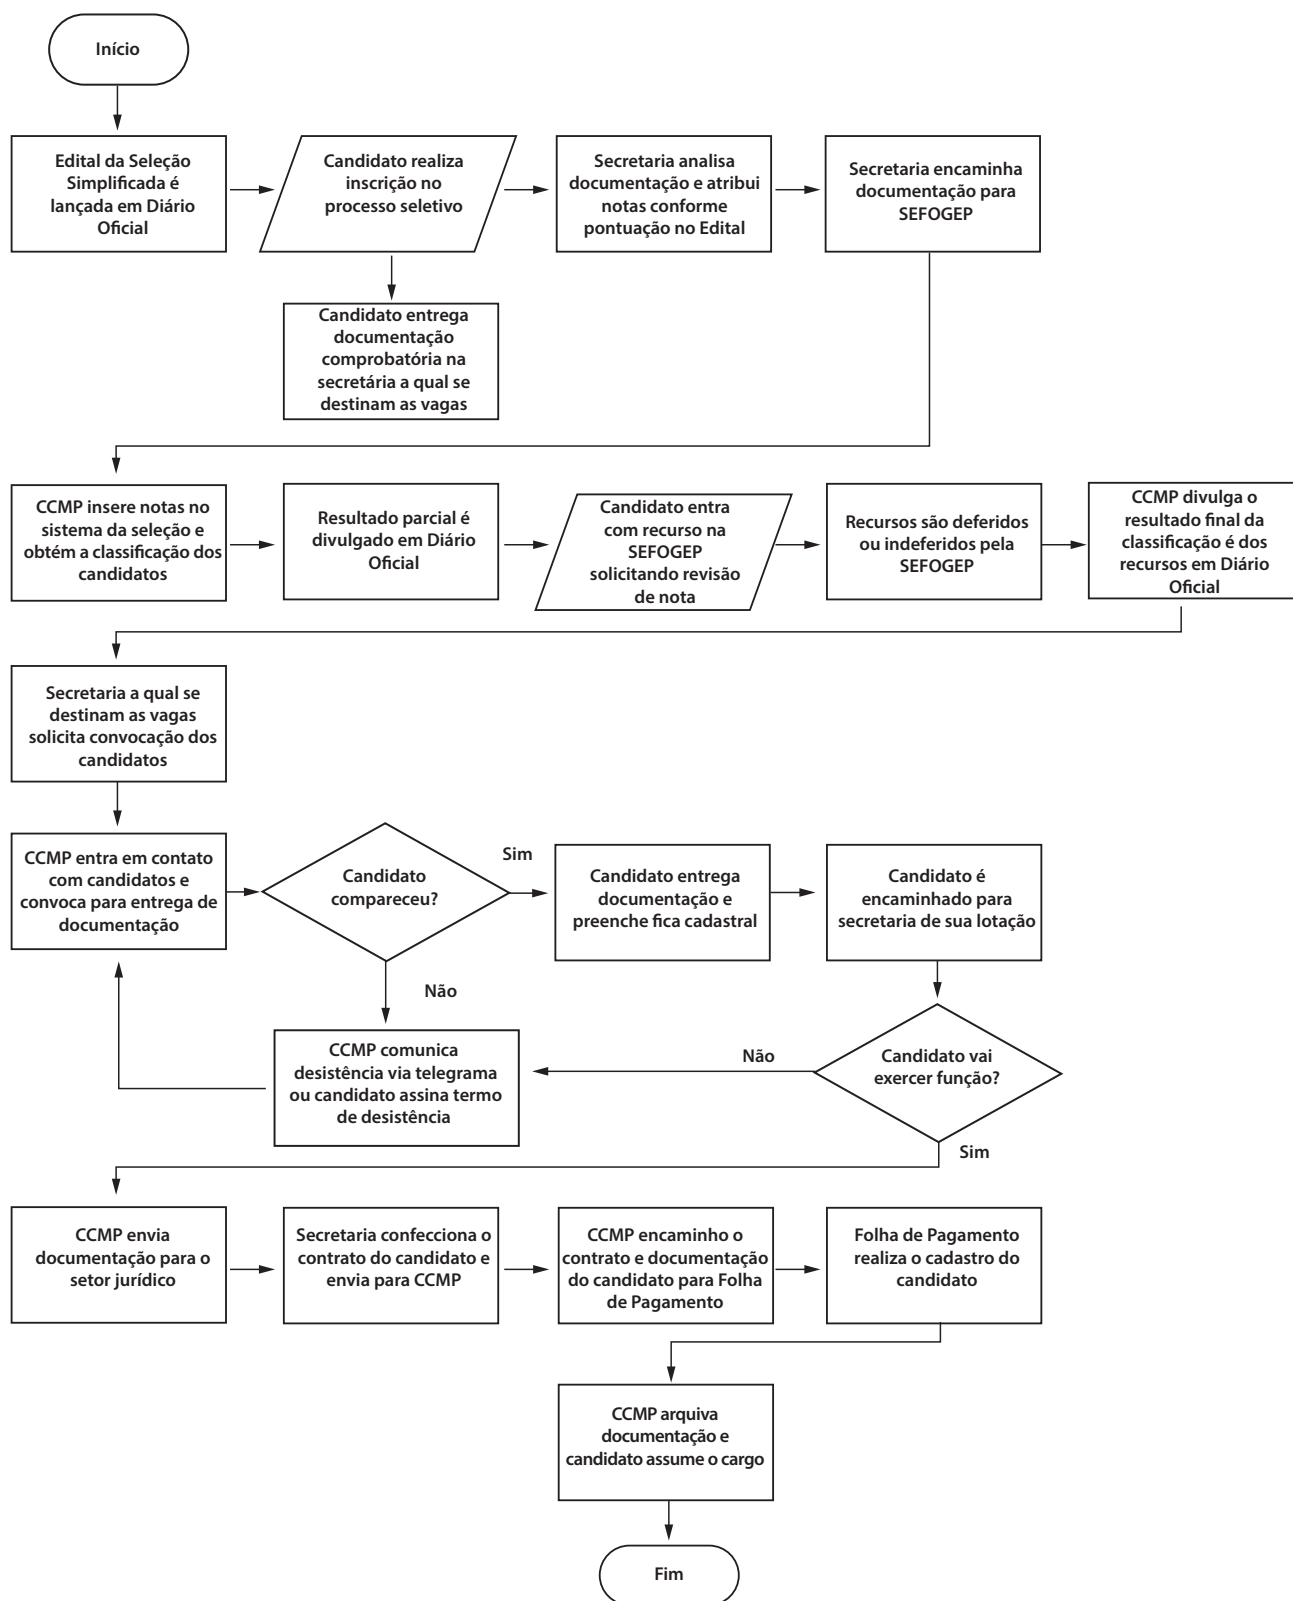 Início
Edital da Seleção
Simplificada é
lançada em Diário
Oficial
Candidato realiza
inscrição no
processo seletivo
Secretaria analisa
documentação e atribui
notas conforme
pontuação no Edital
Secretaria encaminha
documentação para
SEFOGEP
Candidato entrega
documentação
comprobatória na
secretária a qual se
destinam as vagas
CCMP insere notas no
sistema da seleção e
obtém a classificação dos
candidatos
Resultado parcial é
divulgado em Diário
Oficial
Candidato entra
com recurso na
SEFOGEP
solicitando revisão
de nota
Recursos são deferidos
ou indeferidos pela
SEFOGEP
CCMP divulga o
resultado final da
classificação é dos
recursos em Diário
Oficial
Secretaria a qual se
destinam as vagas
solicita convocação dos
candidatos
CCMP entra em contato
com candidatos e
convoca para entrega de
documentação
Candidato
compareceu?
Sim
Candidato entrega
documentação e
preenche fica cadastral
Candidato é
encaminhado para
secretaria de sua lotação
Não
CCMP comunica
desistência via telegrama
ou candidato assina termo
de desistência
Não
Candidato vai
exercer função?
Sim
CCMP envia
documentação para o
setor jurídico
Secretaria confecciona o
contrato do candidato e
envia para CCMP
CCMP encaminho o
contrato e documentação
do candidato para Folha
de Pagamento
Folha de Pagamento
realiza o cadastro do
candidato
CCMP arquiva
documentação e
candidato assume o cargo
Fim